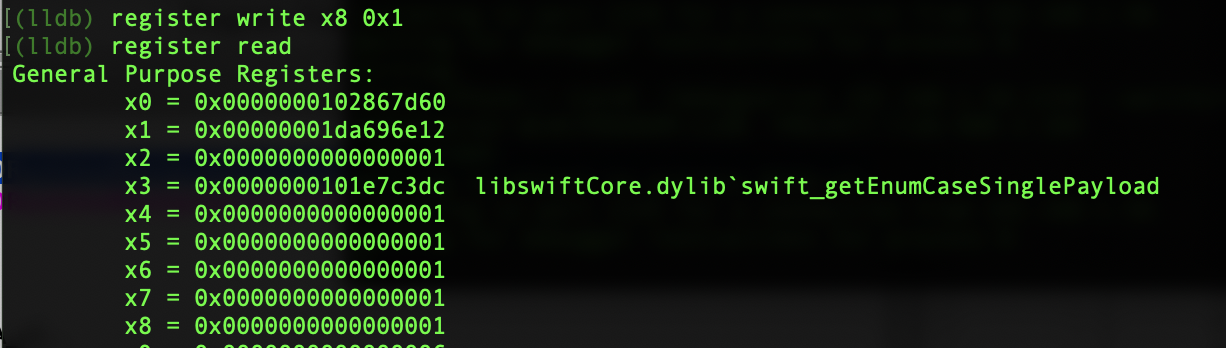 [(lldb) register write x8 0x1
[(lldb) register read
General Purpose Registers:
x0 = 0x0000000102867d60
x1 = 0x00000001da696e12
x2 = 0x0000000000000001
x3 = 0x0000000101e7c3dc libswiftCore.dylib`swift_getEnumCaseSinglePayload
x4 = 0x0000000000000001
x5 = 0x0000000000000001
x6 = 0x0000000000000001
x7 = 0x0000000000000001
x8 = 0x0000000000000001